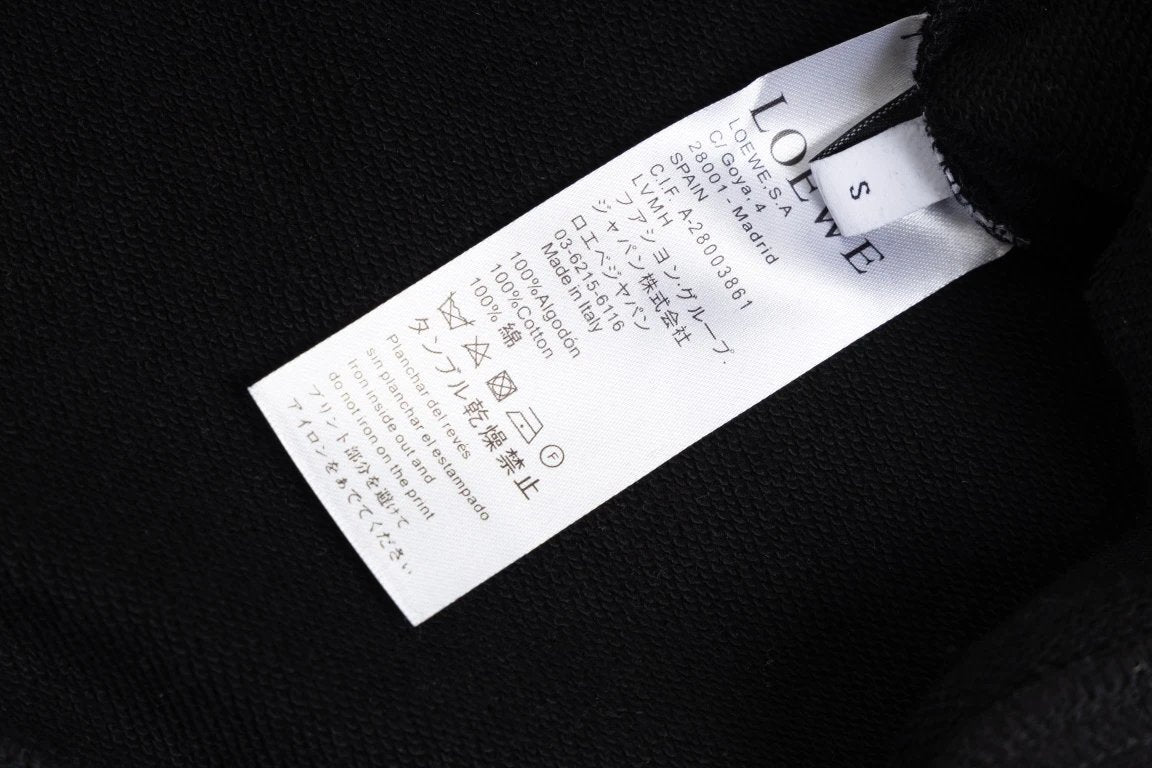 LOEWE
S
LOEWE,S.A
C/Goya,4
28001 - Madrid
SPAIN
C.I.F. A-28003861
LVMH
ファション·グループ.
ジャパン株式会社
ロエベジャパン
03-6215-6116
Made in Italy
100%Algodón
100%Cotton
100% 綿
F
タンブル乾燥禁止
Planchar del revés
sin planchar el estampado
Iron inside out and
do not iron on the print
プリント部分を避けて
アイロンをあててください